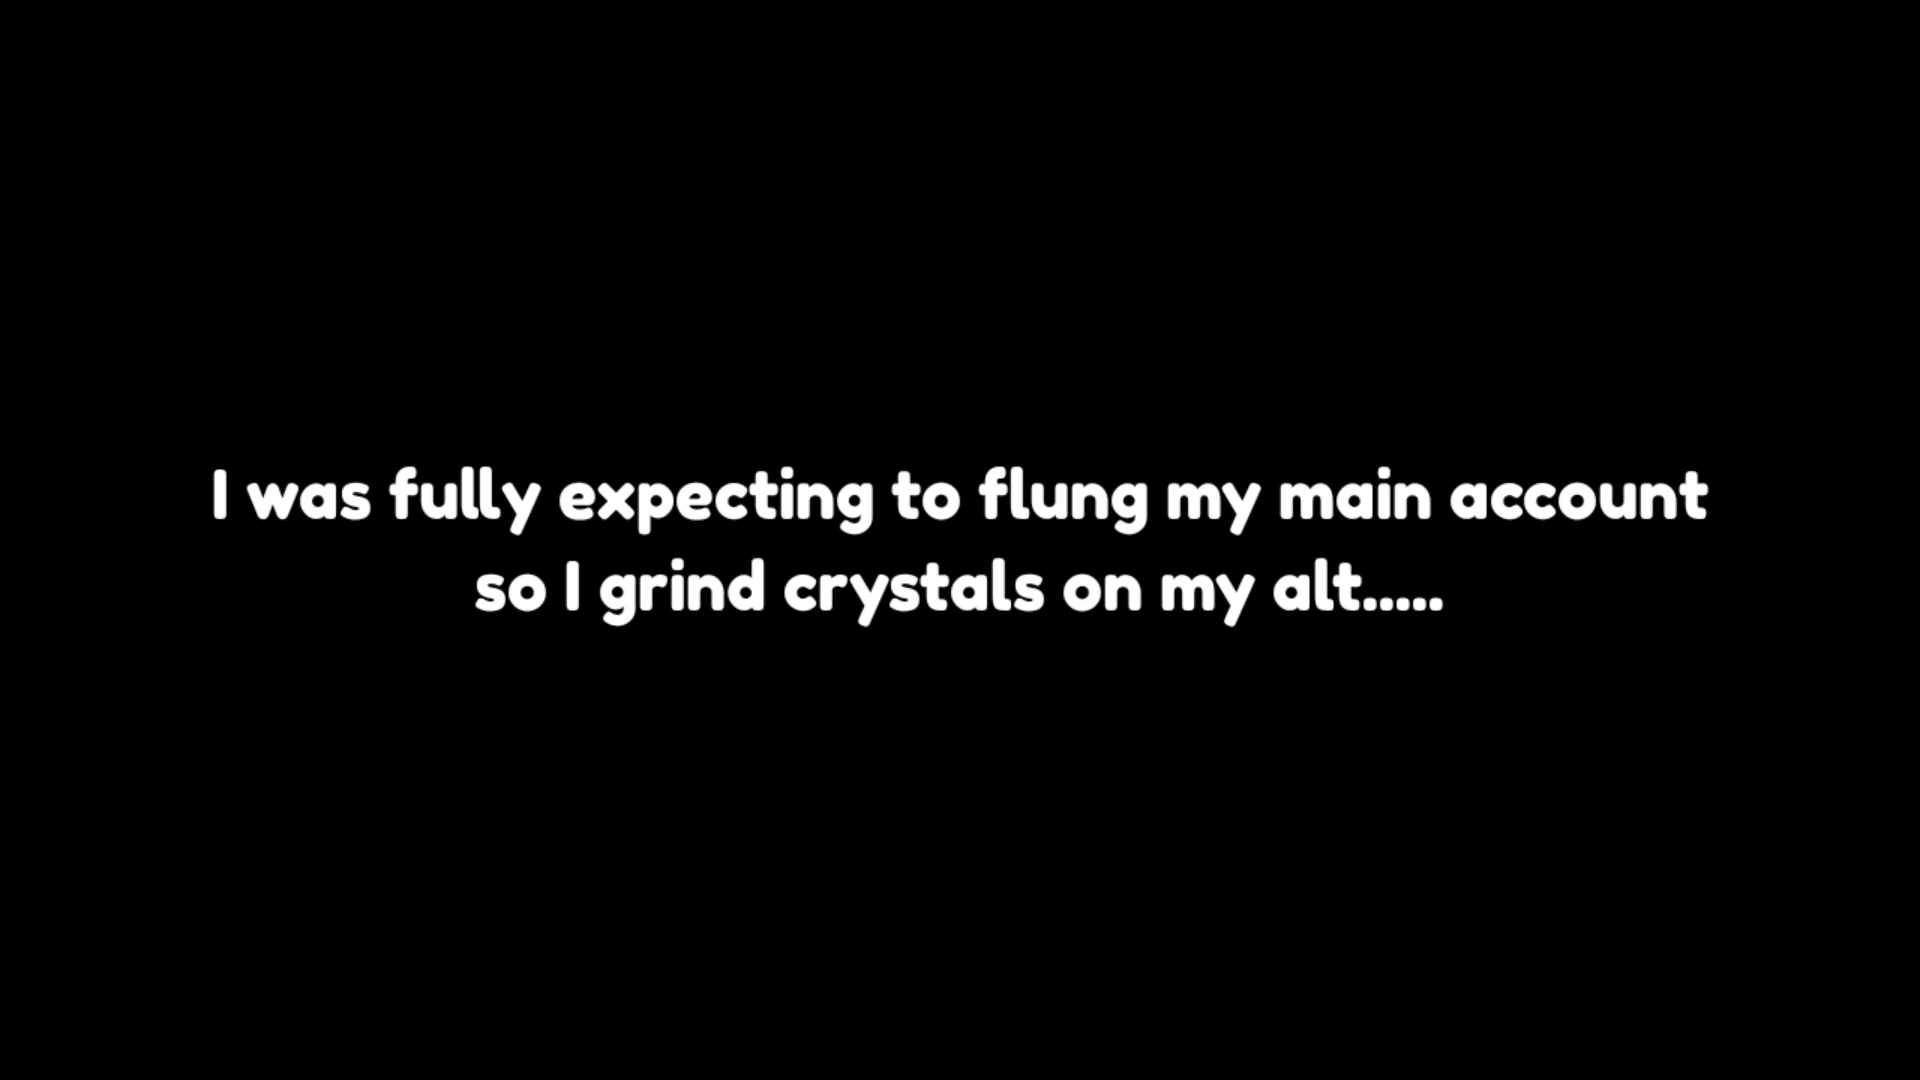 I was fully expecting to flung my main account
so I grind crystals on my alt.....